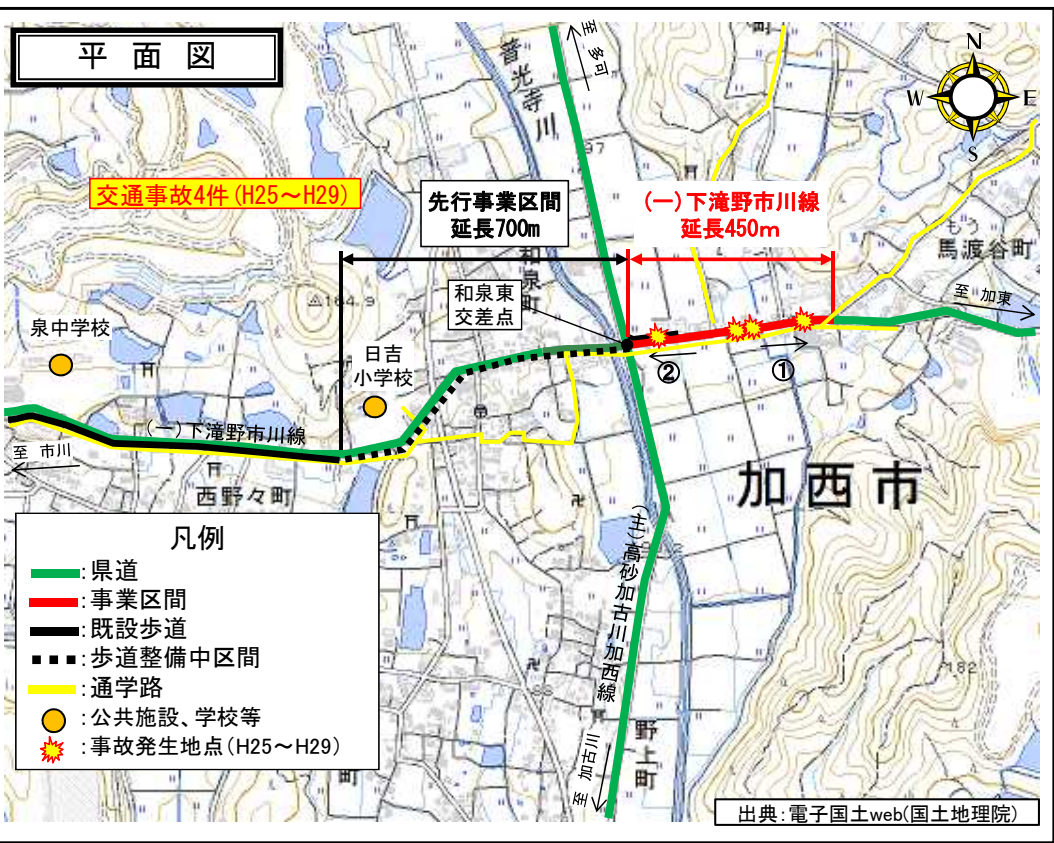 平面図
至 多可
普光寺川
N
W
E
S
197
町
交通事故4件(H25～H29)
先行事業区間
延長700m
(一)下滝野市川線
延長450m
もう
馬渡谷町
至 加東
和泉町
和泉東
交差点
164.9
泉中学校
日吉
小学校
②
①
(一)下滝野市川線
至 市川
西野々町
加西市
(主)高砂加古川加西線
凡例
:県道
:事業区間
:既設歩道
:歩道整備中区間
:通学路
:公共施設、学校等
:事故発生地点(H25～H29)
182
野上町
至 加古川
町
出典:電子国土web(国土地理院)